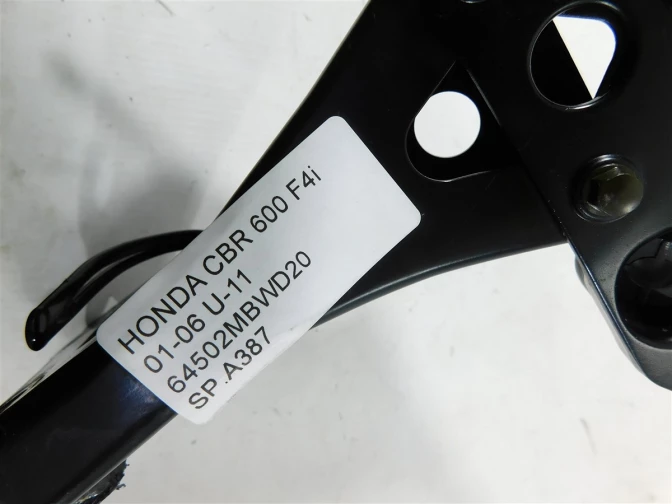 HONDA CBR 600 F4i
01-06 U-11
64502MBWD20
SP.A387